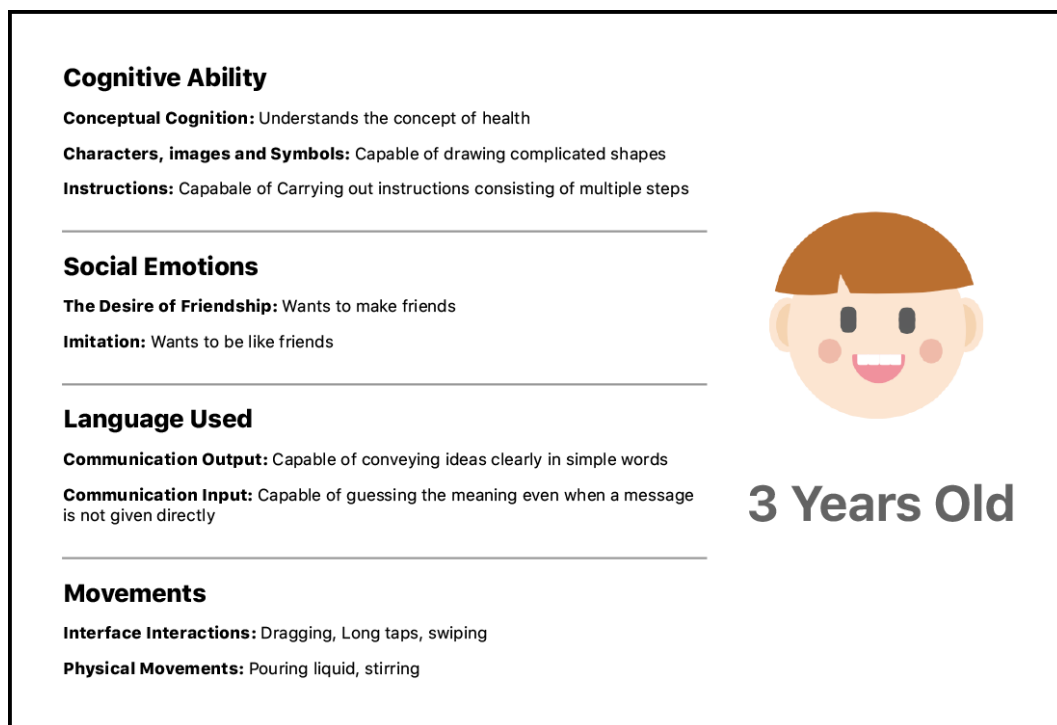 Cognitive Ability
Conceptual Cognition: Understands the concept of health
Characters, images and Symbols: Capable of drawing complicated shapes
Instructions: Capabale of Carrying out instructions consisting of multiple steps
Social Emotions
The Desire of Friendship: Wants to make friends
Imitation: Wants to be like friends
Language Used
Communication Output: Capable of conveying ideas clearly in simple words
Communication Input: Capable of guessing the meaning even when a message
is not given directly
Movements
Interface Interactions: Dragging, Long taps, swiping
Physical Movements: Pouring liquid, stirring
3 Years Old